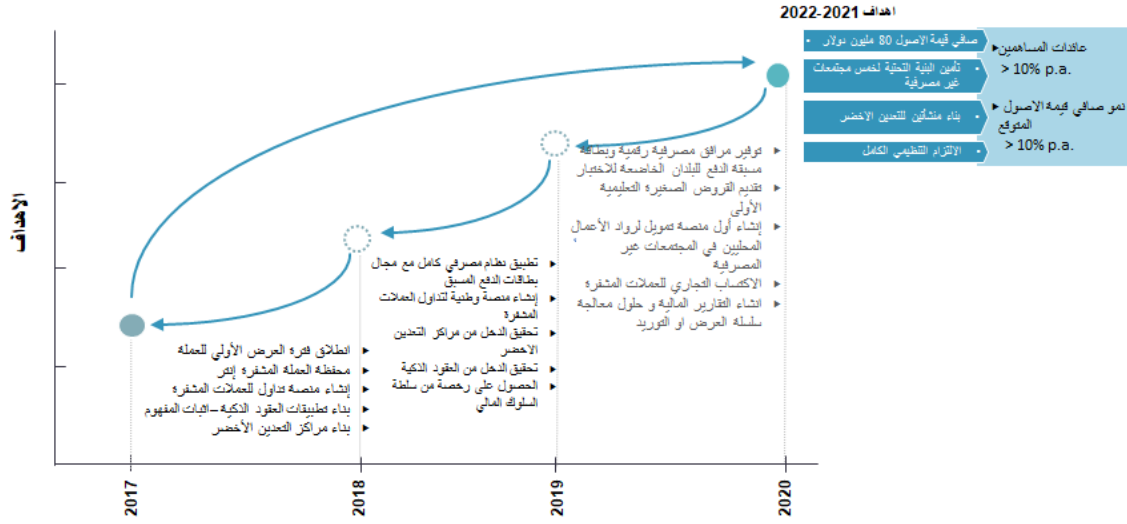 اهداف 2021-2022
صافي قيمة الاصول 80 مليون دولار
تأمين البنية التحتية لخمس مجتمعات
غير مصرفية
بناء منشأتين للتعدين الاخضر
الالتزام التنظيمي الكامل
عائدات المساهمين
> 10% p.a.
نمو صافي قيمة الاصول
المتوقع
> 10% p.a.
الاهداف
توفير مرافق مصرفية رقمية وبطاقة
مسبقة الدفع للبلدان الخاضعة للاختبار
تقديم القروض الصغيرة التعليمية
الأولى
إنشاء أول منصة تمويل لرواد الأعمال
المحليين في المجتمعات غير
المصرفية
الاكتساب التجاري للعملات المشفرة
انشاء التقارير المالية و حلول معالجة
سلسلة العرض او التوريد
تطبيق نظام مصرفي كامل مع مجال
بطاقات الدفع المسبق
إنشاء منصة وطنية لتداول العملات
المشفرة
تحقيق الدخل من مراكز التعدين
الاخضر
تحقيق الدخل من العقود الذكية
الحصول على رخصة من سلطة
السلوك المالي
انطلاق فترة العرض الأولي للعملة
محفظة العملة المشفرة إنتر
إنشاء منصة تداول للعملات المشفرة
بناء تطبيقات العقود الذكية –اثبات المفهوم
بناء مراكز التعدين الأخضر
2017
2018
2019
2020